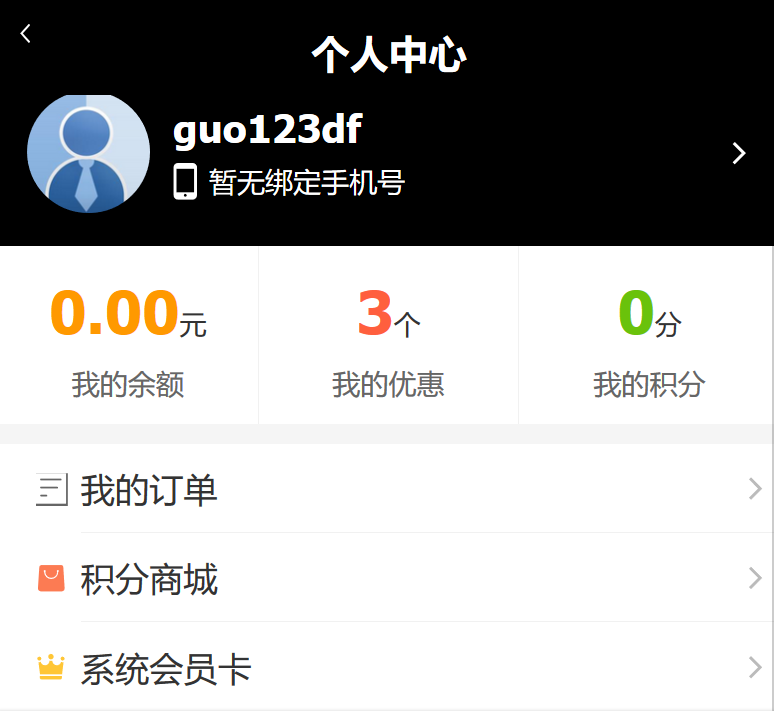 个人中心
guo123df
暂无绑定手机号
0.00元 3个 0分
我的余额 我的优惠 我的积分
我的订单
积分商城
系统会员卡